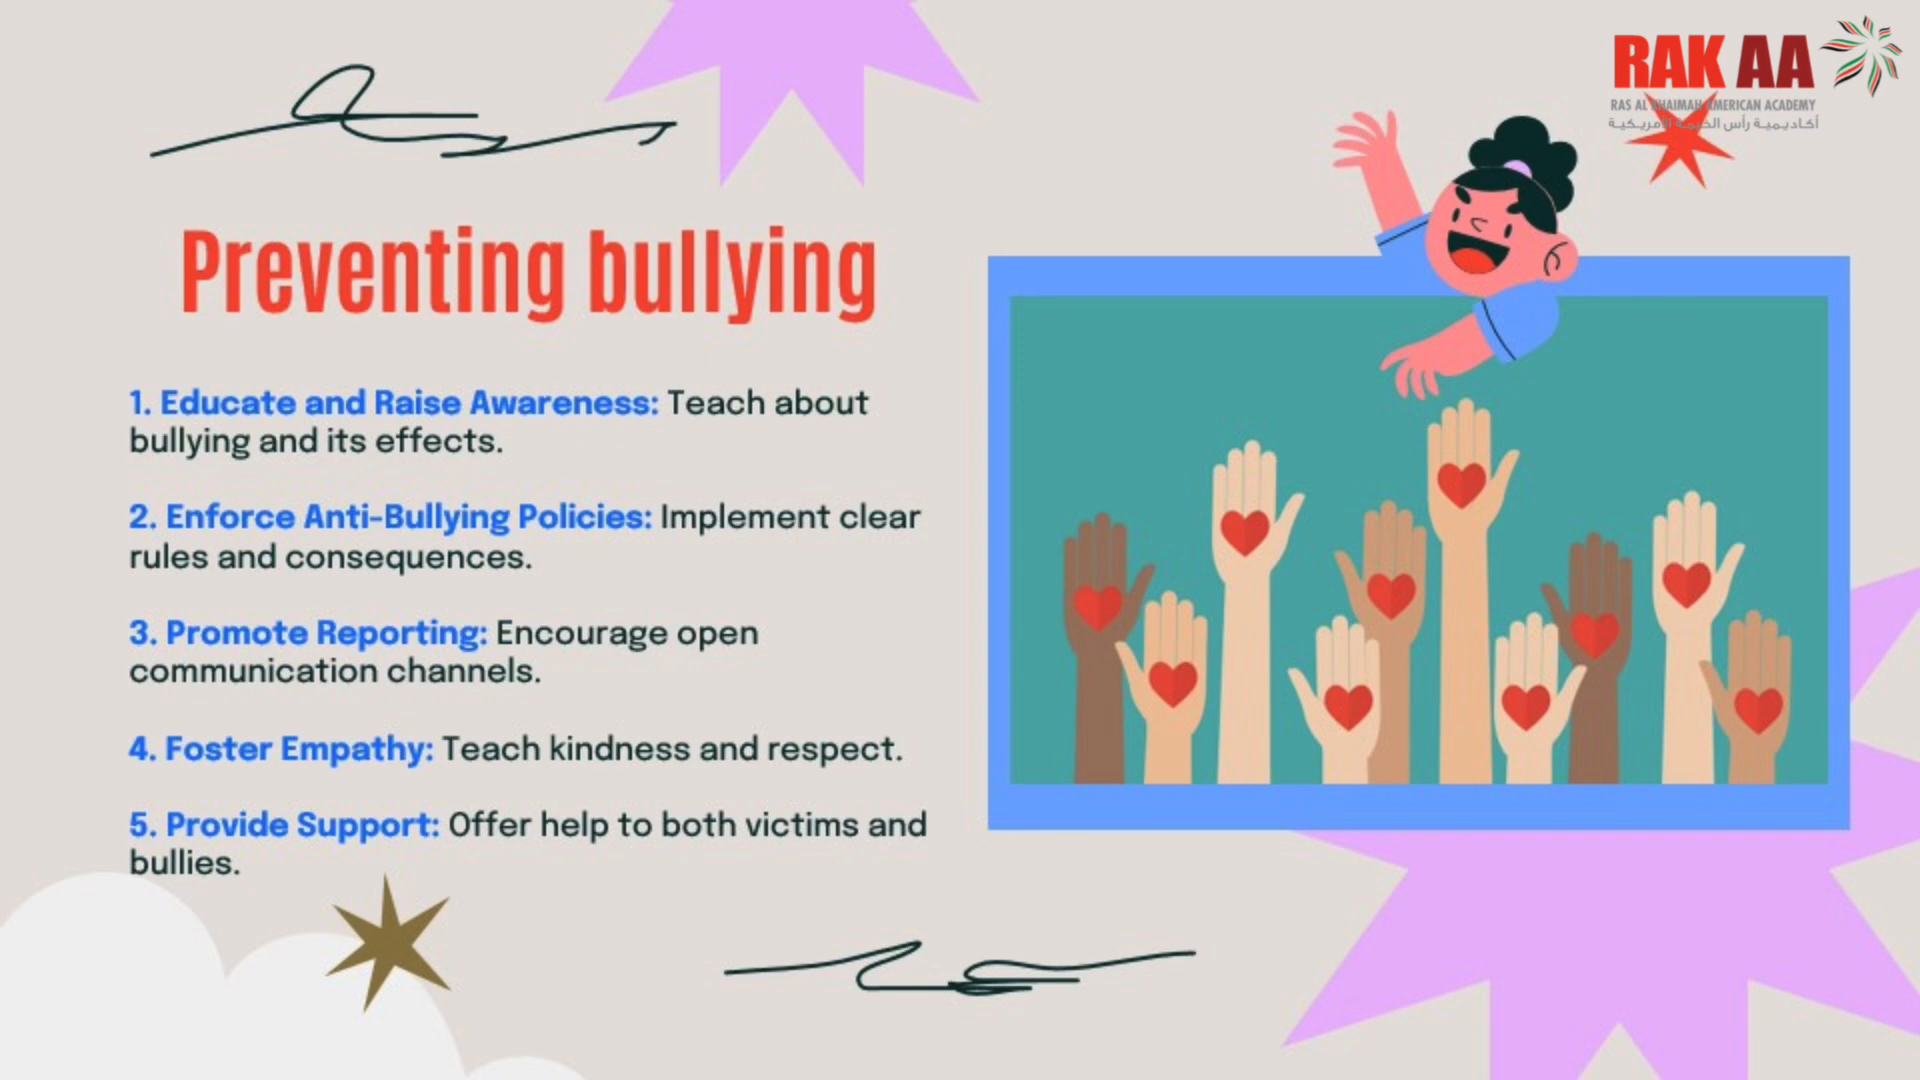 RAK AA
RAS AL KHAIMAH AMERICAN ACADEMY
أكاديمية رأس الخيمة الأمريكية
Preventing bullying
1. Educate and Raise Awareness: Teach about
bullying and its effects.
2. Enforce Anti-Bullying Policies: Implement clear
rules and consequences.
3. Promote Reporting: Encourage open
communication channels.
4. Foster Empathy: Teach kindness and respect.
5. Provide Support: Offer help to both victims and
bullies.